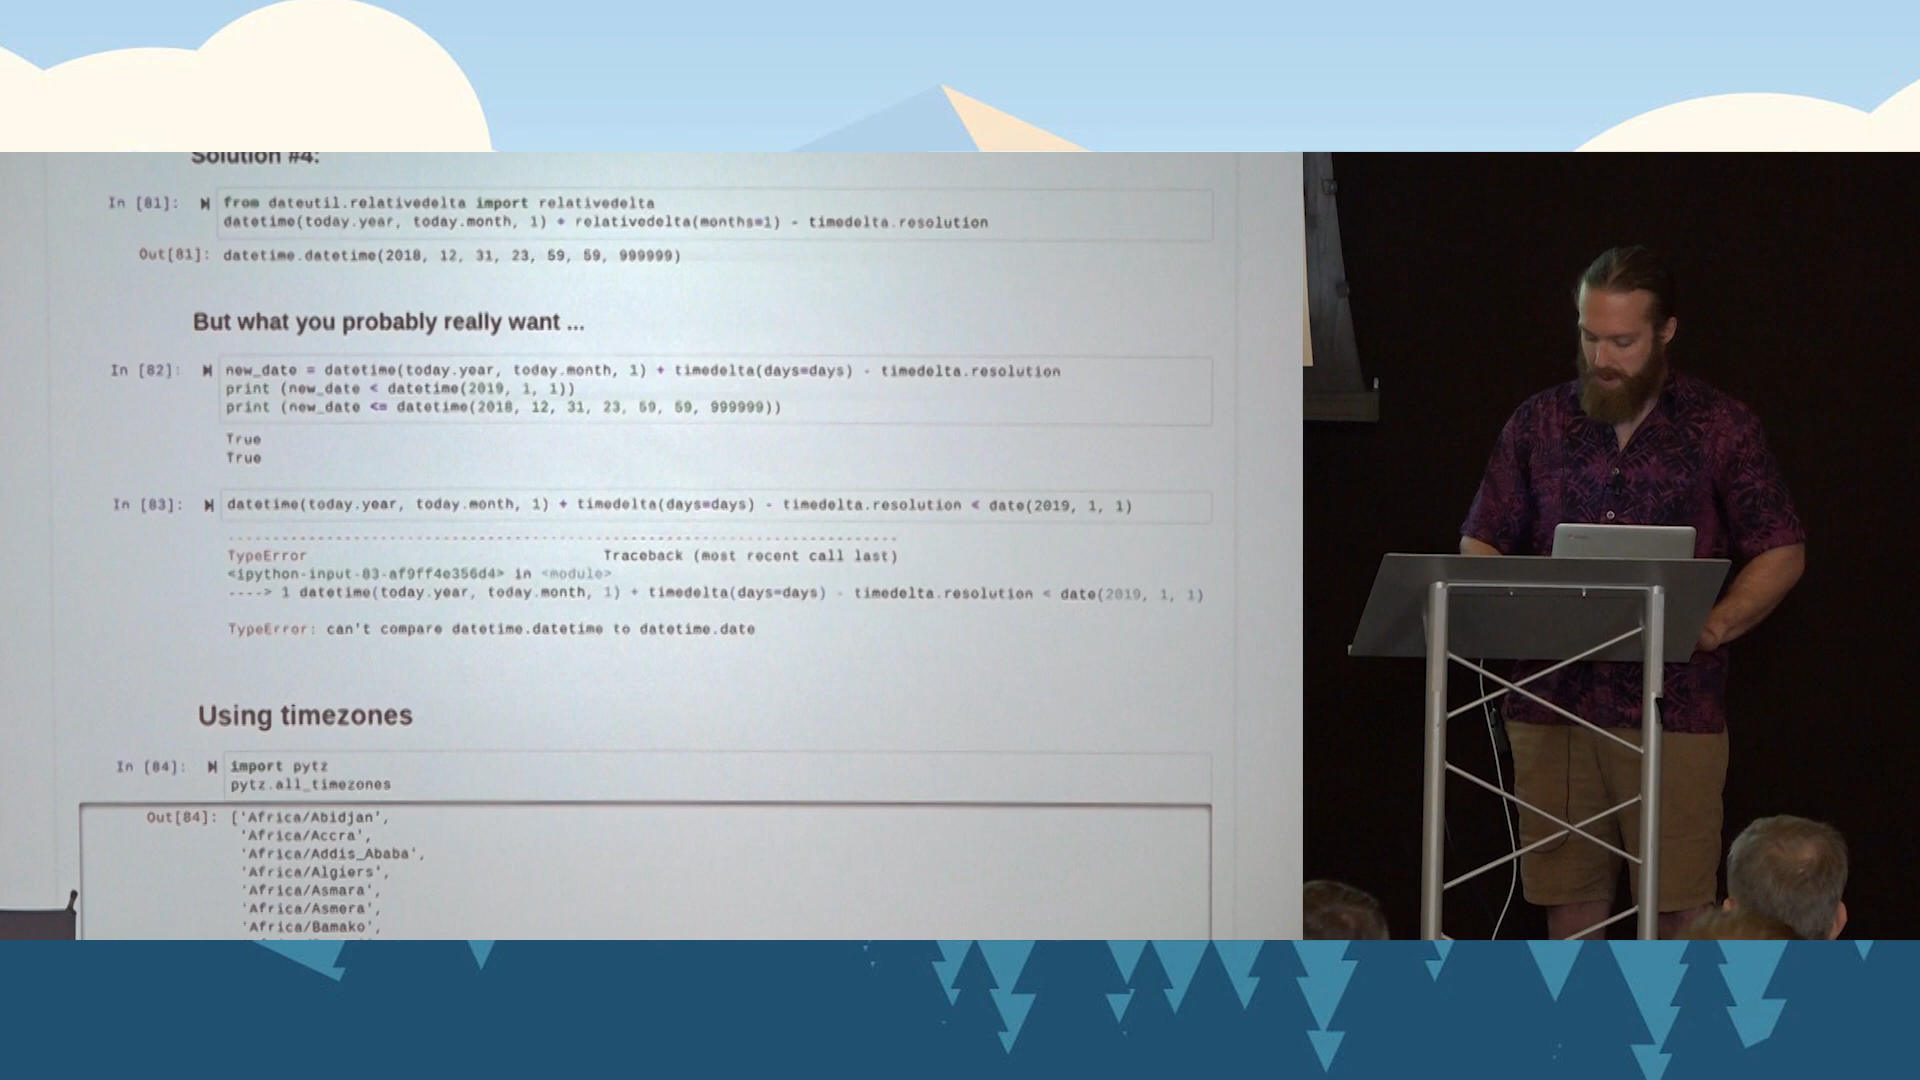 Solution #4:
In [81]: from dateutil.relativedelta import relativedelta
datetime(today.year, today.month, 1) + relativedelta(months=1) - timedelta.resolution
Out[81]: datetime.datetime(2018, 12, 31, 23, 59, 59, 999999)
But what you probably really want ...
In [82]: new_date = datetime(today.year, today.month, 1) + timedelta(days=days) - timedelta.resolution
print (new_date < datetime(2019, 1, 1))
print (new_date <= datetime(2018, 12, 31, 23, 59, 59, 999999))
True
True
In [83]: datetime(today.year, today.month, 1) + timedelta(days=days) - timedelta.resolution < date(2019, 1, 1)
---------------------------------------------------------------------------
TypeError Traceback (most recent call last)
<ipython-input-83-af9ff4e356d4> in <module>
----> 1 datetime(today.year, today.month, 1) + timedelta(days=days) - timedelta.resolution < date(2019, 1, 1)
TypeError: can't compare datetime.datetime to datetime.date
Using timezones
In [84]: import pytz
pytz.all_timezones
Out[84]: ['Africa/Abidjan',
'Africa/Accra',
'Africa/Addis_Ababa',
'Africa/Algiers',
'Africa/Asmara',
'Africa/Asmera',
'Africa/Bamako',